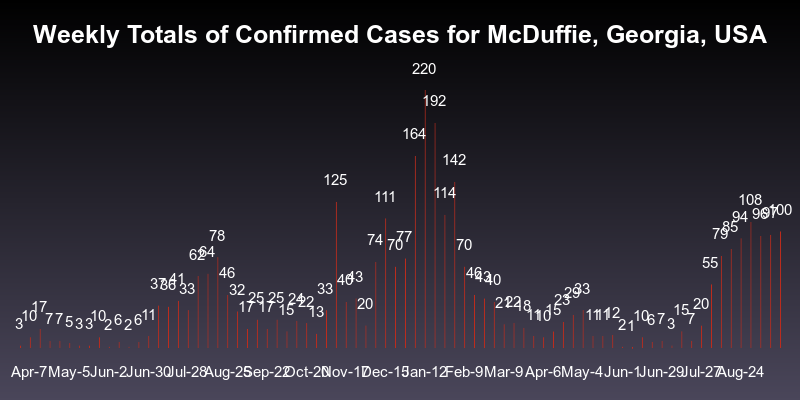 Weekly Totals of Confirmed Cases for McDuffie, Georgia, USA
3 10 17 7 7 5 3 3 10 2 6 2 6 11 37 36 41 33 62 64 78 46 32 17 25 17 25 15 24 22 13 33 125 40 43 20 74 111 70 77 164 220 192 114 142 70 46 43 40 21 22 18 11 10 15 23 29 33 11 11 12 2 1 10 6 7 3 15 7 20 55 79 85 94 108 96 97 100
Apr-7 May-5 Jun-2 Jun-30 Jul-28 Aug-25 Sep-22 Oct-20 Nov-17 Dec-15 Jan-12 Feb-9 Mar-9 Apr-6 May-4 Jun-1 Jun-29 Jul-27 Aug-24